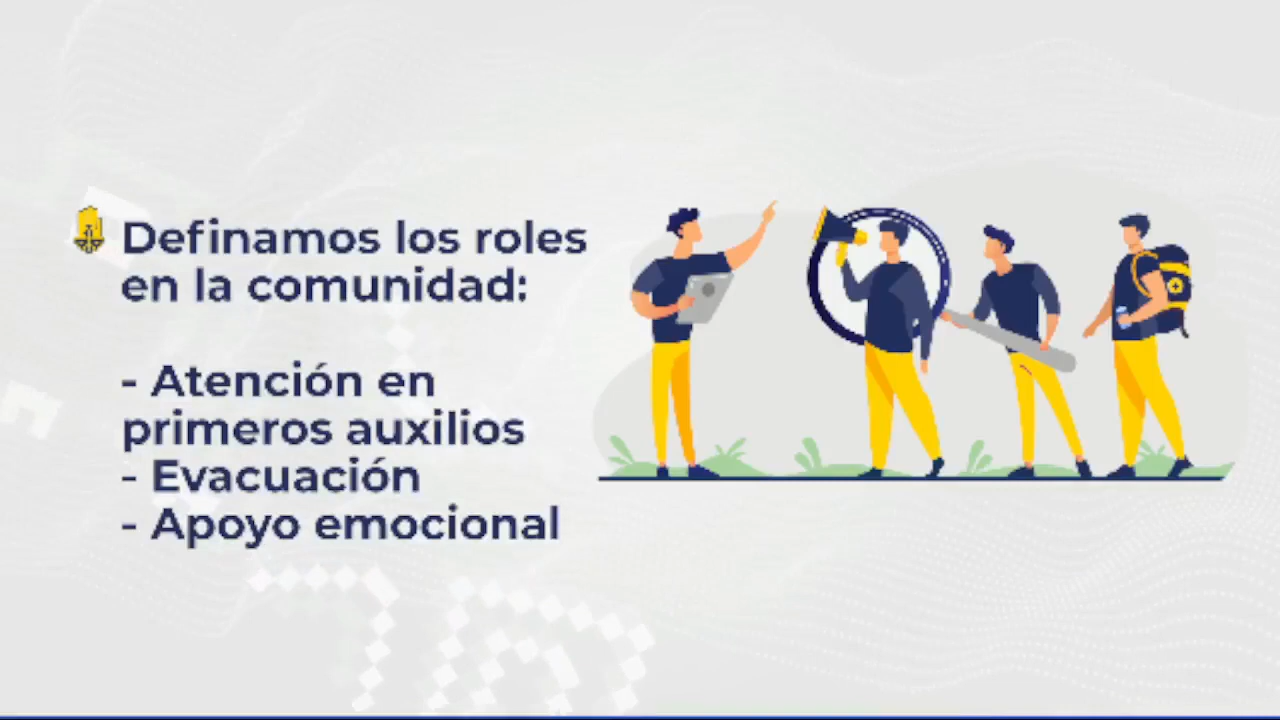 Definamos los roles
en la comunidad:
- Atención en
primeros auxilios
- Evacuación
- Apoyo emocional